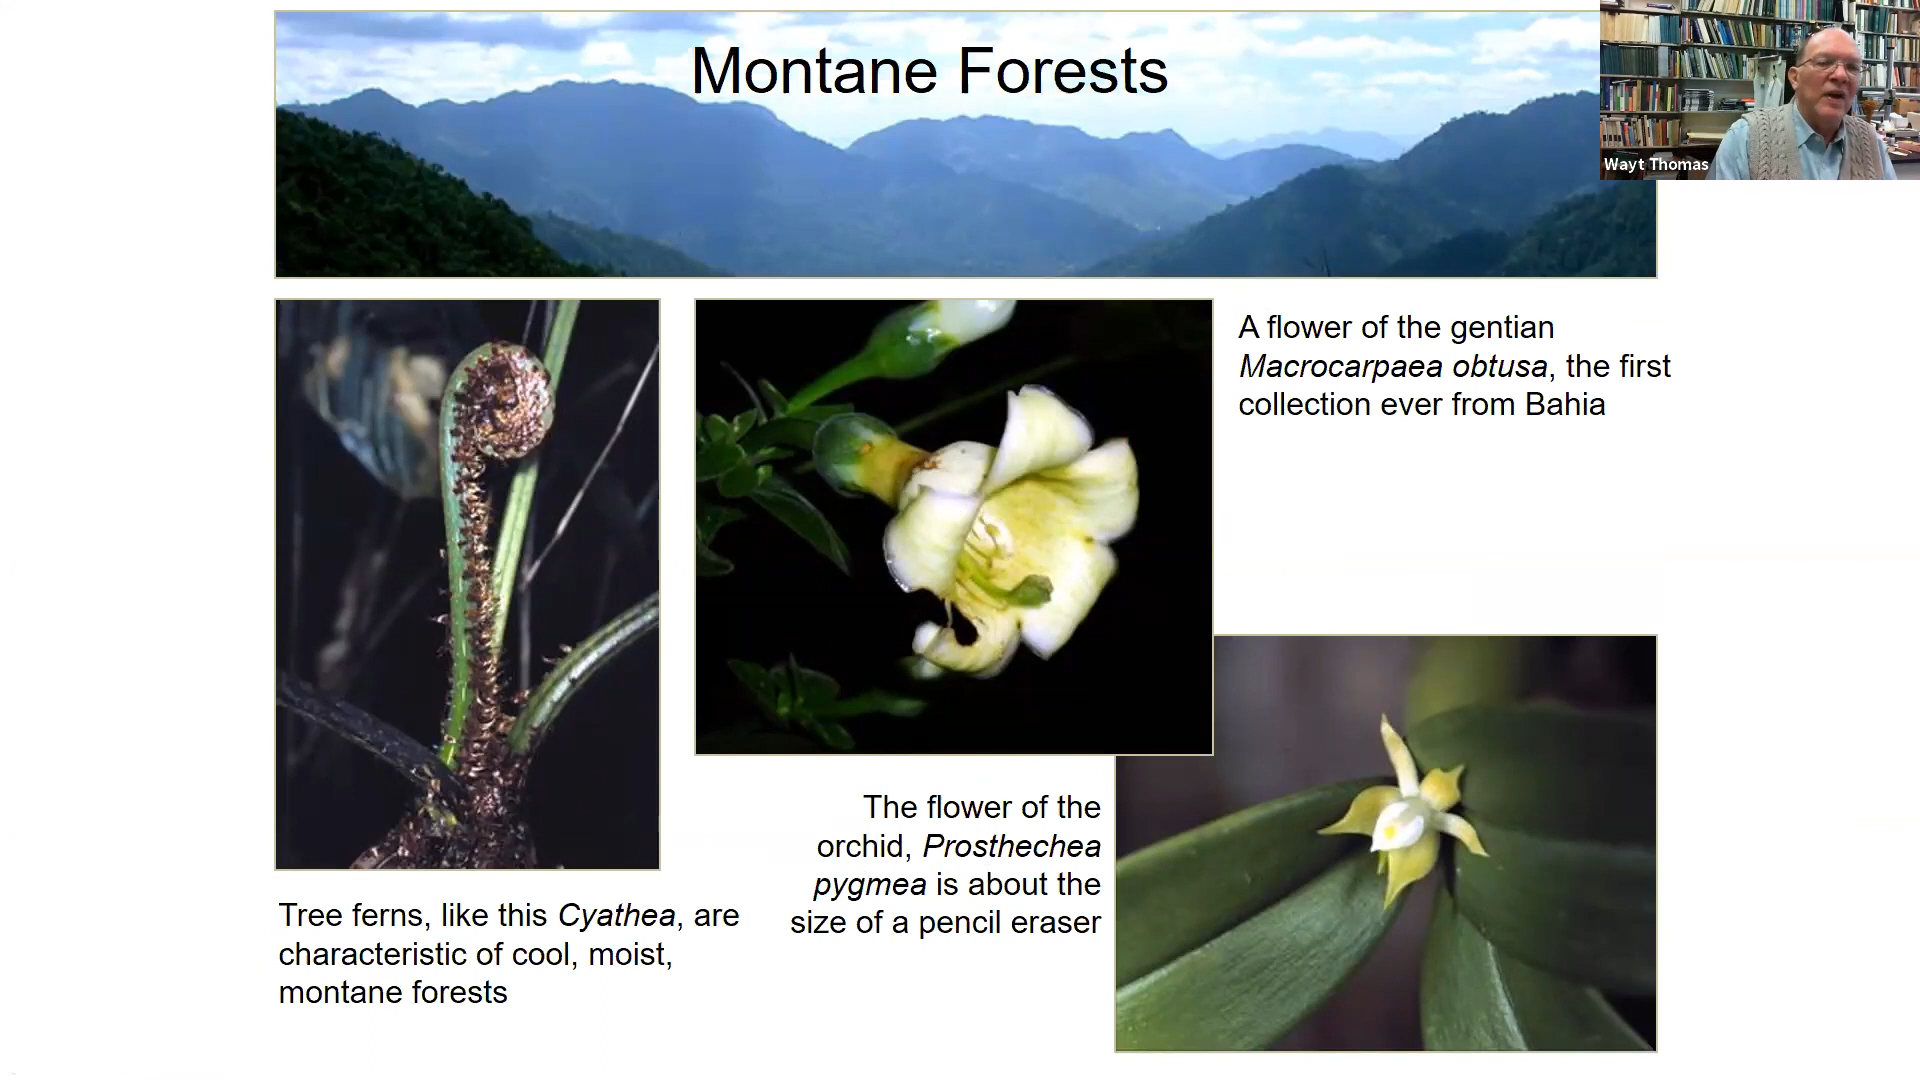 Montane Forests
Wayt Thomas
A flower of the gentian
Macrocarpaea obtusa, the first
collection ever from Bahia
The flower of the
orchid, Prosthechea
pygmea is about the
size of a pencil eraser
Tree ferns, like this Cyathea, are
characteristic of cool, moist,
montane forests